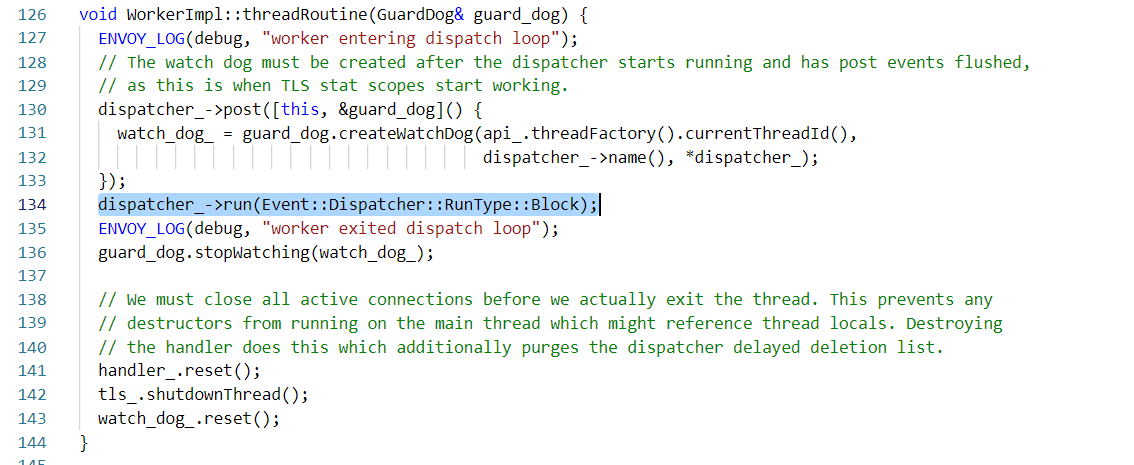 126 void WorkerImpl::threadRoutine(GuardDog& guard_dog) {
127 ENVOY_LOG(debug, "worker entering dispatch loop");
128 // The watch dog must be created after the dispatcher starts running and has post events flushed,
129 // as this is when TLS stat scopes start working.
130 dispatcher_->post([this, &guard_dog]() {
131 watch_dog_ = guard_dog.createWatchDog(api_.threadFactory().currentThreadId(),
132 dispatcher_->name(), *dispatcher_);
133 });
134 dispatcher_->run(Event::Dispatcher::RunType::Block);
135 ENVOY_LOG(debug, "worker exited dispatch loop");
136 guard_dog.stopWatching(watch_dog_);
137
138 // We must close all active connections before we actually exit the thread. This prevents any
139 // destructors from running on the main thread which might reference thread locals. Destroying
140 // the handler does this which additionally purges the dispatcher delayed deletion list.
141 handler_.reset();
142 tls_.shutdownThread();
143 watch_dog_.reset();
144 }
145